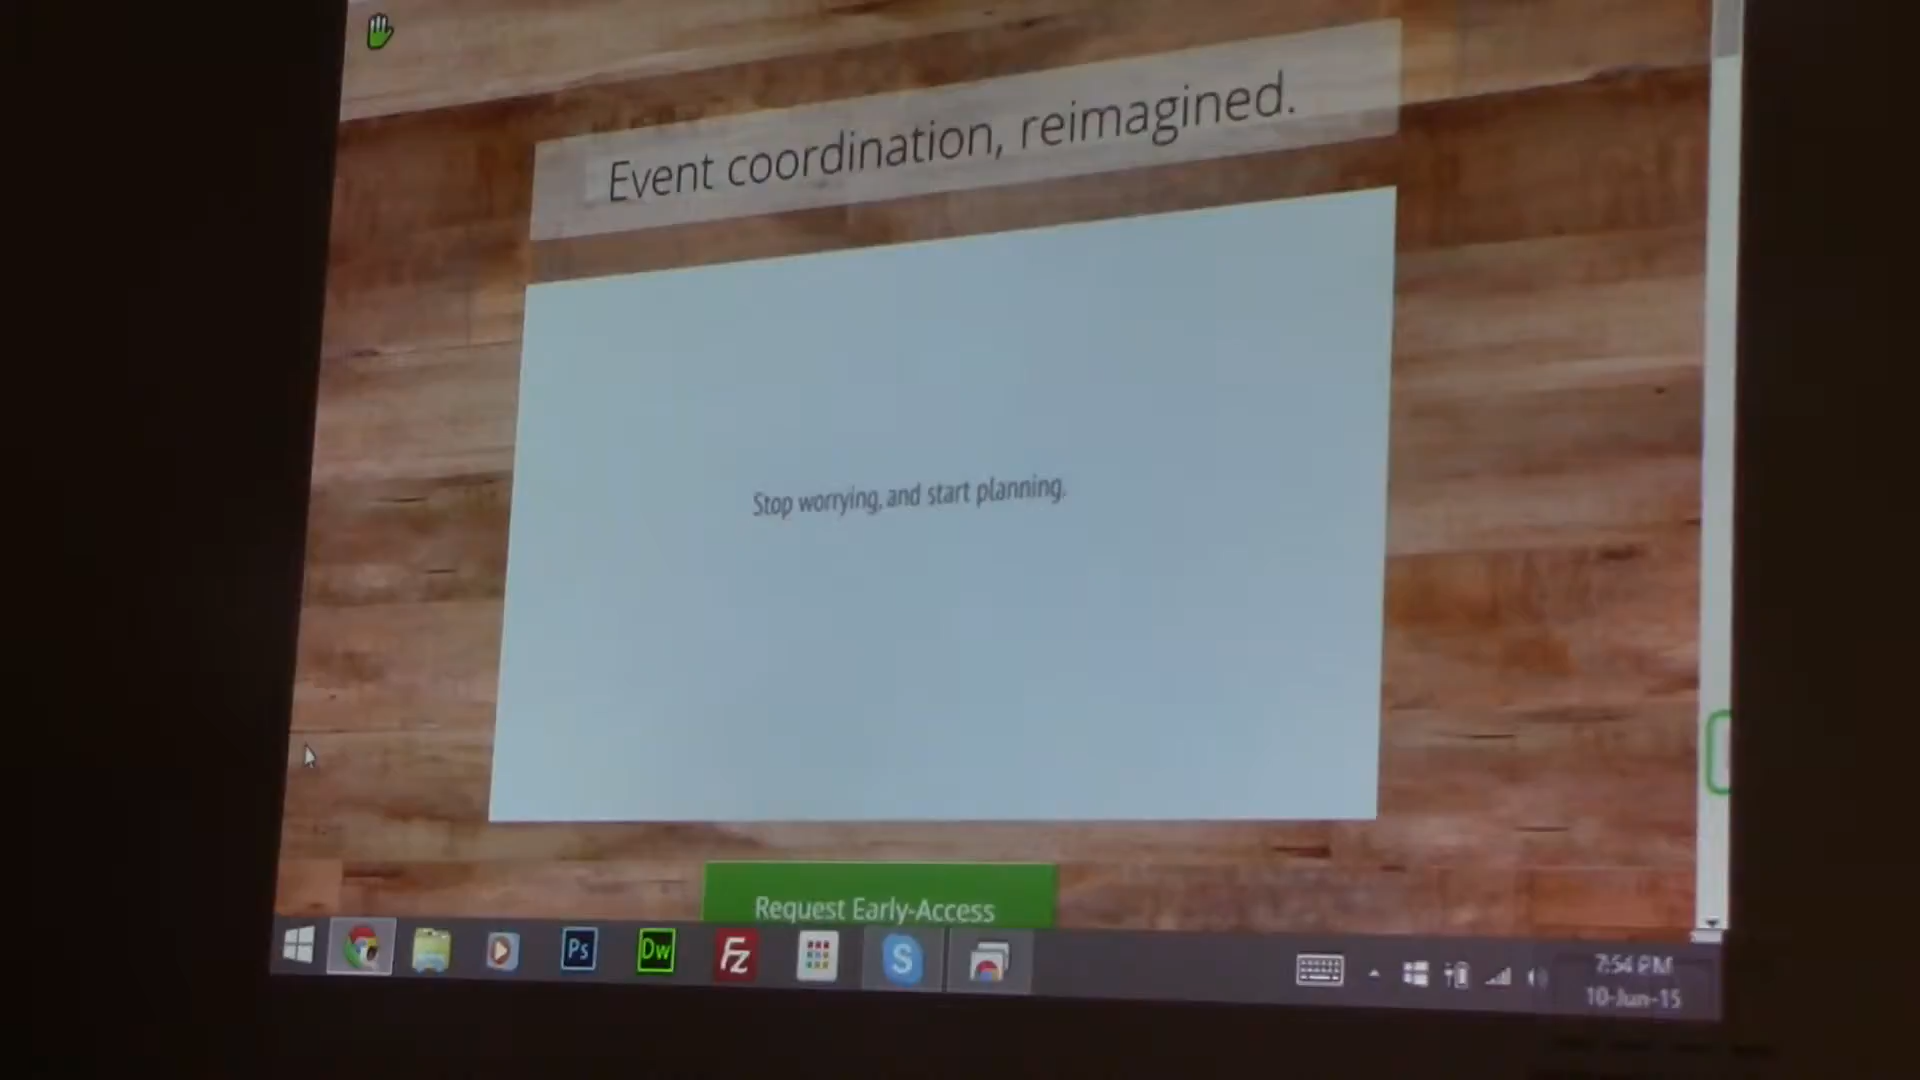 Event coordination, reimagined.
Stop worrying, and start planning.
Request Early-Access
Ps
Dw
Fz
S
7:54 PM
10-Jun-15